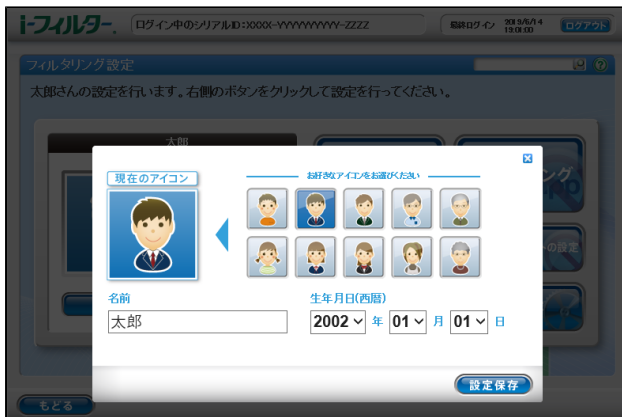 i-フィルター.
ログイン中のシリアルID:XXXX-YYYYYYYYYY-ZZZZ
最終ログイン 2019/6/14 19:01:00
ログアウト
フィルタリング設定
太郎さんの設定を行います。右側のボタンをクリックして設定を行ってください。
太郎
現在のアイコン
お好きなアイコンをお選びください
名前
生年月日(西暦)
太郎
2002 年 01 月 01 日
設定保存
もどる